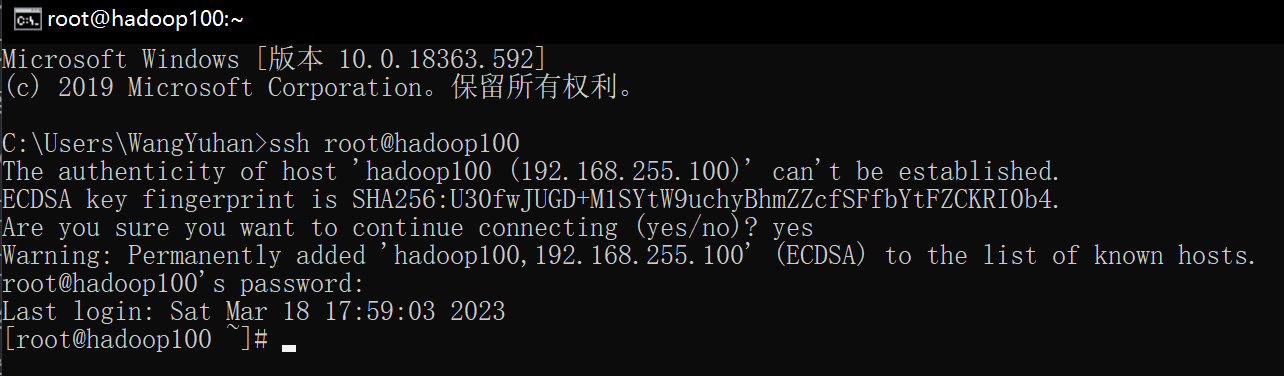 root@hadoop100:~
Microsoft Windows [版本 10.0.18363.592]
(c) 2019 Microsoft Corporation。保留所有权利。
C:\Users\WangYuhan>ssh root@hadoop100
The authenticity of host 'hadoop100 (192.168.255.100)' can't be established.
ECDSA key fingerprint is SHA256:U30fwJUGD+M1SYtW9uchyBhmZZcfSFfbYtFZCKRI0b4.
Are you sure you want to continue connecting (yes/no)? yes
Warning: Permanently added 'hadoop100,192.168.255.100' (ECDSA) to the list of known hosts.
root@hadoop100's password:
Last login: Sat Mar 18 17:59:03 2023
[root@hadoop100 ~]#